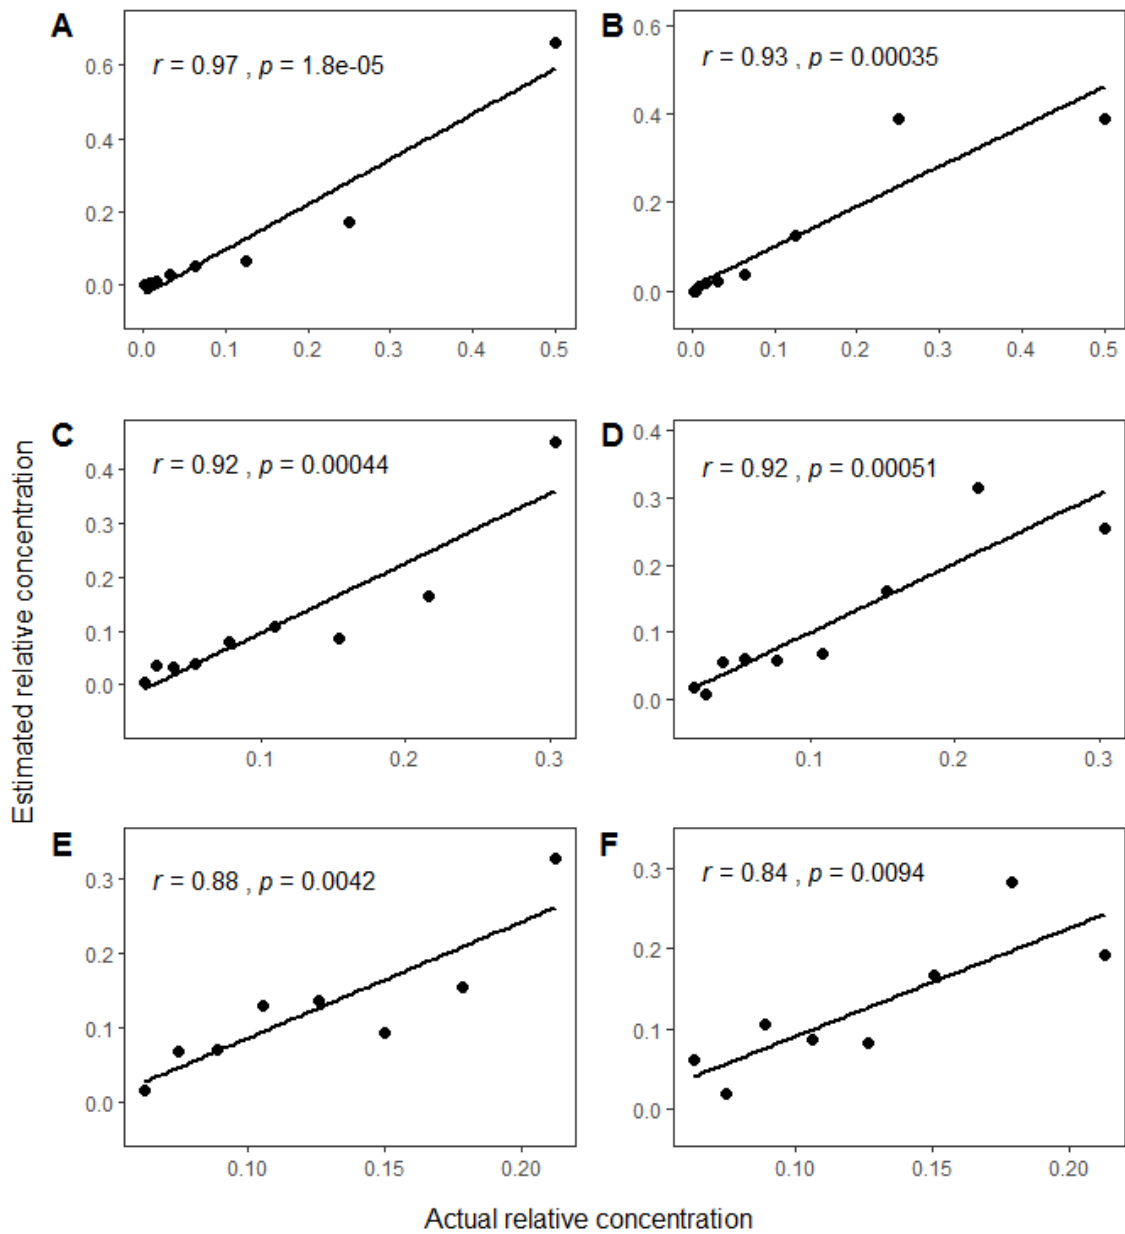 A
r = 0.97 , p = 1.8e-05
0.6
0.4
0.2
0.0
0.0 0.1 0.2 0.3 0.4 0.5
B
r = 0.93 , p = 0.00035
0.6
0.4
0.2
0.0
0.0 0.1 0.2 0.3 0.4 0.5
C
r = 0.92 , p = 0.00044
0.4
0.3
0.2
0.1
0.0
0.1 0.2 0.3
D
r = 0.92 , p = 0.00051
0.4
0.3
0.2
0.1
0.0
0.1 0.2 0.3
E
r = 0.88 , p = 0.0042
0.3
0.2
0.1
0.0
0.10 0.15 0.20
F
r = 0.84 , p = 0.0094
0.3
0.2
0.1
0.0
0.10 0.15 0.20
Estimated relative concentration
Actual relative concentration